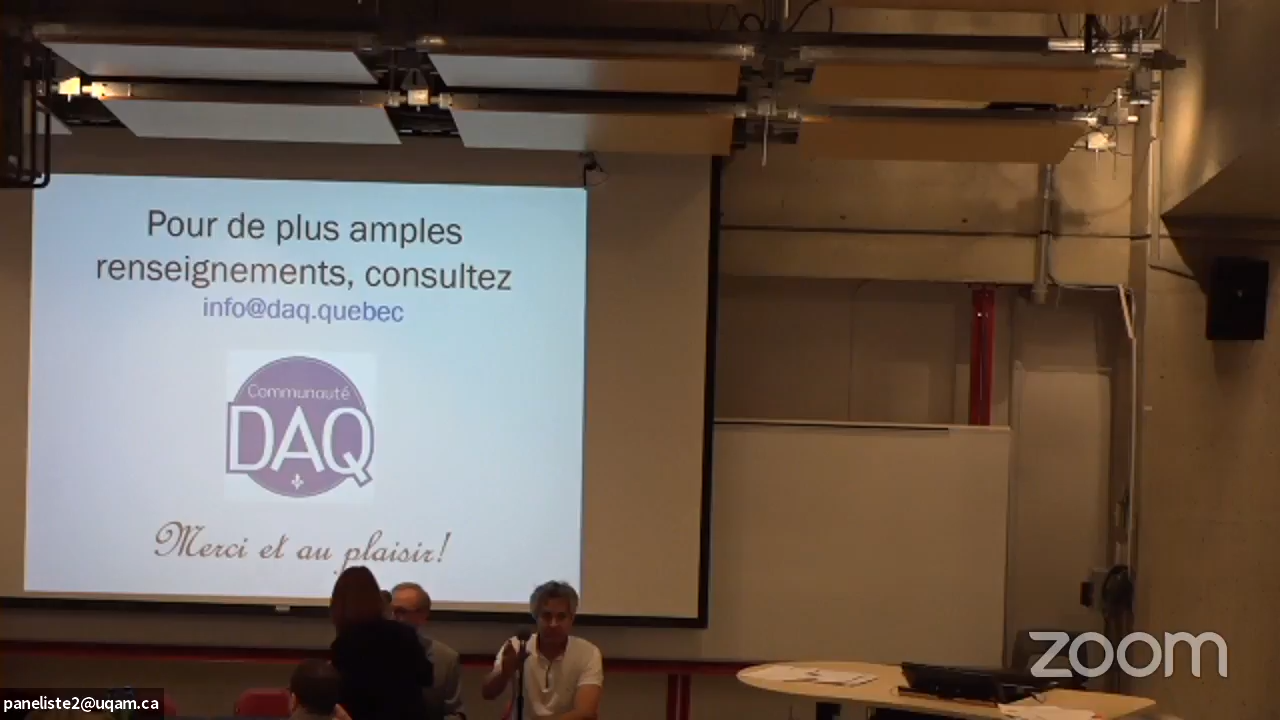 Pour de plus amples
renseignements, consultez
info@daq.quebec
Communauté
DAQ
Merci et au plaisir!
zoom
paneliste2@uqam.ca